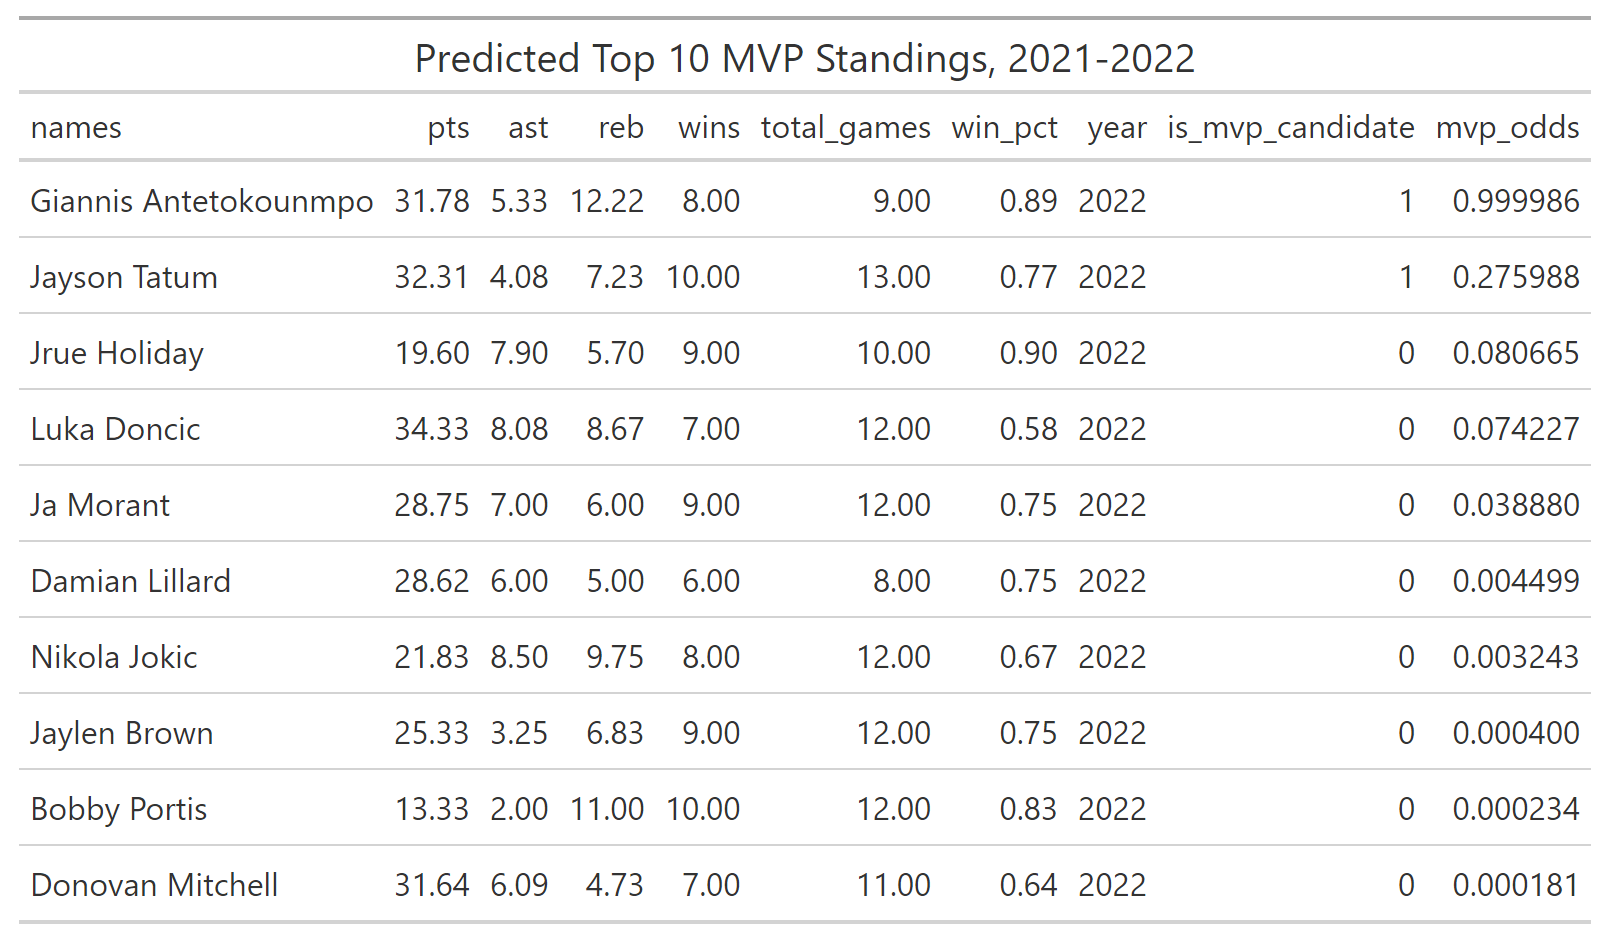 Predicted Top 10 MVP Standings, 2021-2022
names pts ast reb wins total_games win_pct year is_mvp_candidate mvp_odds
Giannis Antetokounmpo 31.78 5.33 12.22 8.00 9.00 0.89 2022 1 0.999986
Jayson Tatum 32.31 4.08 7.23 10.00 13.00 0.77 2022 1 0.275988
Jrue Holiday 19.60 7.90 5.70 9.00 10.00 0.90 2022 0 0.080665
Luka Doncic 34.33 8.08 8.67 7.00 12.00 0.58 2022 0 0.074227
Ja Morant 28.75 7.00 6.00 9.00 12.00 0.75 2022 0 0.038880
Damian Lillard 28.62 6.00 5.00 6.00 8.00 0.75 2022 0 0.004499
Nikola Jokic 21.83 8.50 9.75 8.00 12.00 0.67 2022 0 0.003243
Jaylen Brown 25.33 3.25 6.83 9.00 12.00 0.75 2022 0 0.000400
Bobby Portis 13.33 2.00 11.00 10.00 12.00 0.83 2022 0 0.000234
Donovan Mitchell 31.64 6.09 4.73 7.00 11.00 0.64 2022 0 0.000181